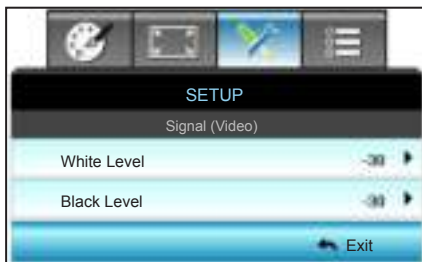 SETUP
Signal (Video)
White Level -30
Black Level -30
Exit